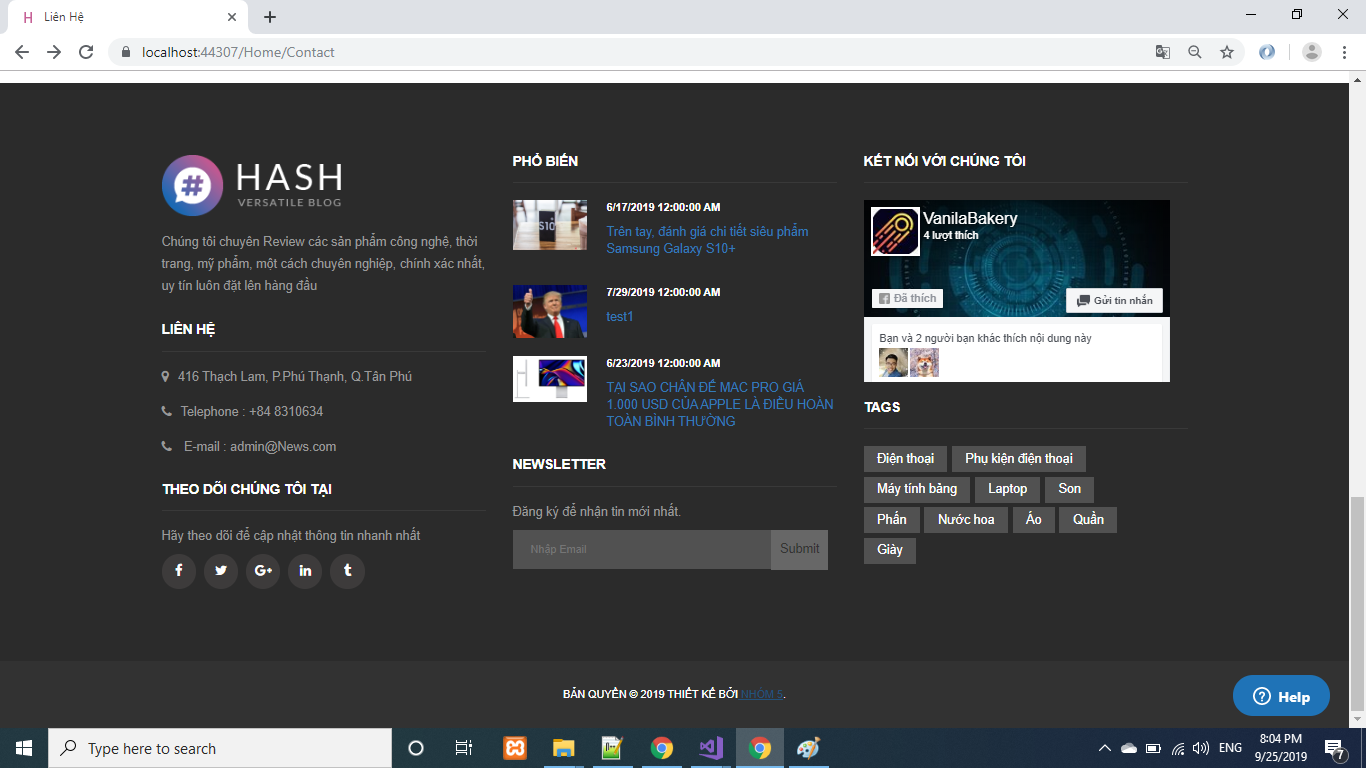 Liên Hệ
localhost:44307/Home/Contact
HASH
VERSATILE BLOG
Chúng tôi chuyên Review các sản phẩm công nghệ, thời
trang, mỹ phẩm, một cách chuyên nghiệp, chính xác nhất,
uy tín luôn đặt lên hàng đầu
LIÊN HỆ
416 Thạch Lam, P.Phú Thạnh, Q.Tân Phú
Telephone : +84 8310634
E-mail : admin@News.com
THEO DÕI CHÚNG TÔI TẠI
Hãy theo dõi để cập nhật thông tin nhanh nhất
PHỔ BIẾN
6/17/2019 12:00:00 AM
Trên tay, đánh giá chi tiết siêu phẩm
Samsung Galaxy S10+
7/29/2019 12:00:00 AM
test1
6/23/2019 12:00:00 AM
TẠI SAO CHÂN ĐẾ MAC PRO GIÁ
1.000 USD CỦA APPLE LÀ ĐIỀU HOÀN
TOÀN BÌNH THƯỜNG
NEWSLETTER
Đăng ký để nhận tin mới nhất.
Nhập Email
Submit
KẾT NỐI VỚI CHÚNG TÔI
VanilaBakery
4 lượt thích
Đã thích
Gửi tin nhắn
Bạn và 2 người bạn khác thích nội dung này
TAGS
Điện thoại Phụ kiện điện thoại
Máy tính bảng Laptop Son
Phấn Nước hoa Áo Quần
Giày
BẢN QUYỀN © 2019 THIẾT KẾ BỞI NHÓM 5.
Help
Type here to search
ENG
8:04 PM
9/25/2019
7